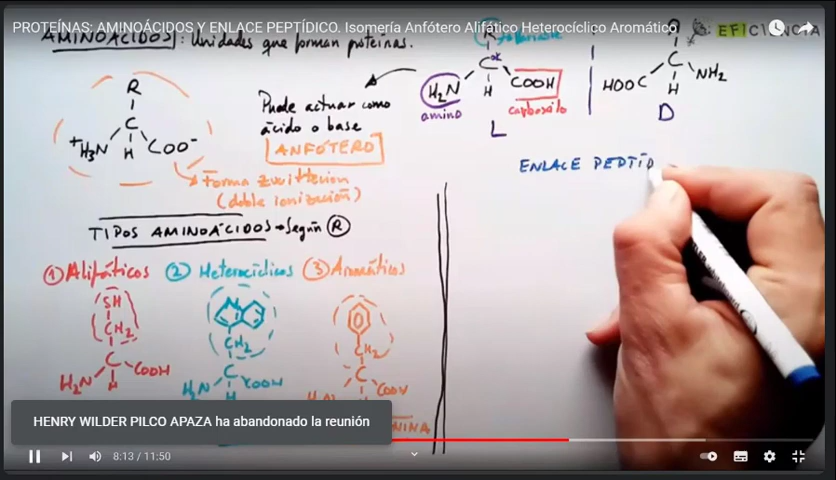 PROTEÍNAS: AMINOÁCIDOS Y ENLACE PEPTÍDICO. Isomería Anfótero Alifático Heterocíclico Aromático
EFICIENCIA
AMINOÁCIDOS: Unidades que forman proteínas.
R
C
+H3N
H
COO-
Puede actuar como
ácido o base
ANFÓTERO
Forma zwitterión
(doble ionización)
R
C*
H2N
H
COOH
amino
carboxilo
L
R
C
HOOC
H
NH2
D
ENLACE PEPTÍD
TIPOS AMINOÁCIDOS → Según R
1 Alifáticos
2 Heterocíclicos
3 Aromáticos
SH
CH2
C
H2N
H
COOH
CH2
C
H2N
H
COOH
CH2
C
COOH
HENRY WILDER PILCO APAZA ha abandonado la reunión
8:13 / 11:50